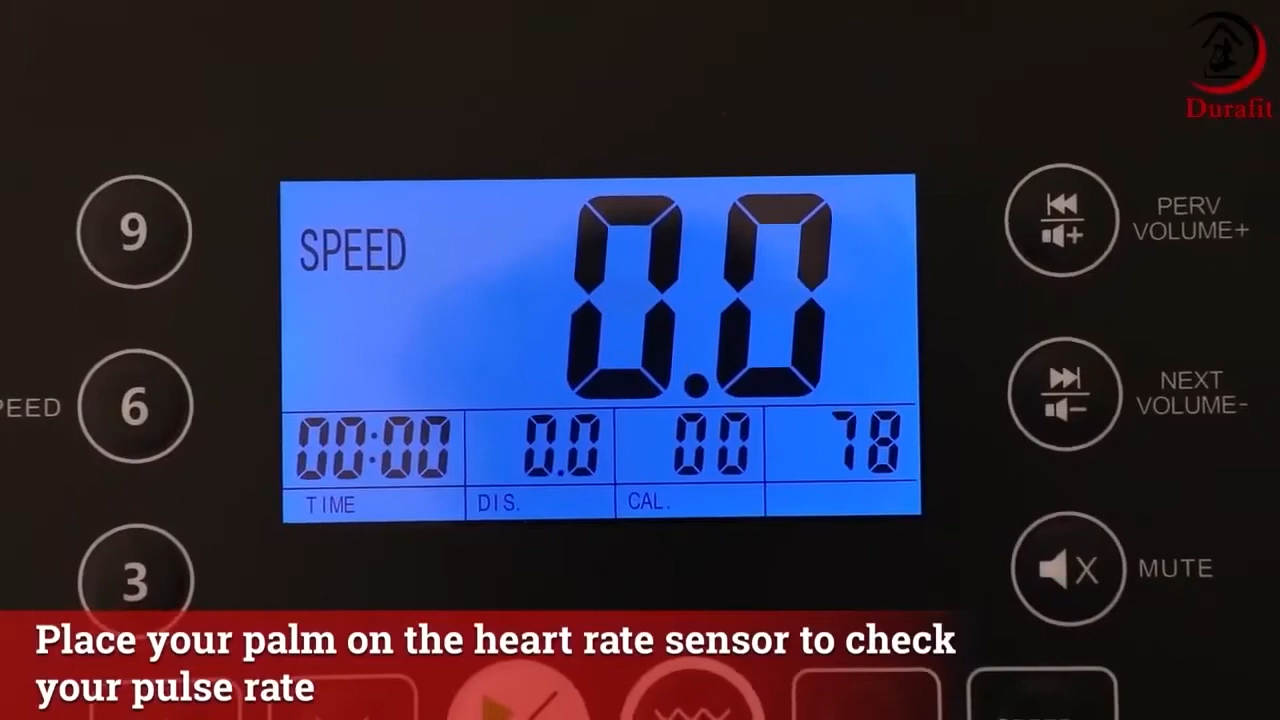 Durafit
9
SPEED
0.0
PERV
VOLUME+
PEED
6
NEXT
VOLUME-
00:00
0.0
00
78
TIME
DIS.
CAL.
3
MUTE
Place your palm on the heart rate sensor to check
your pulse rate